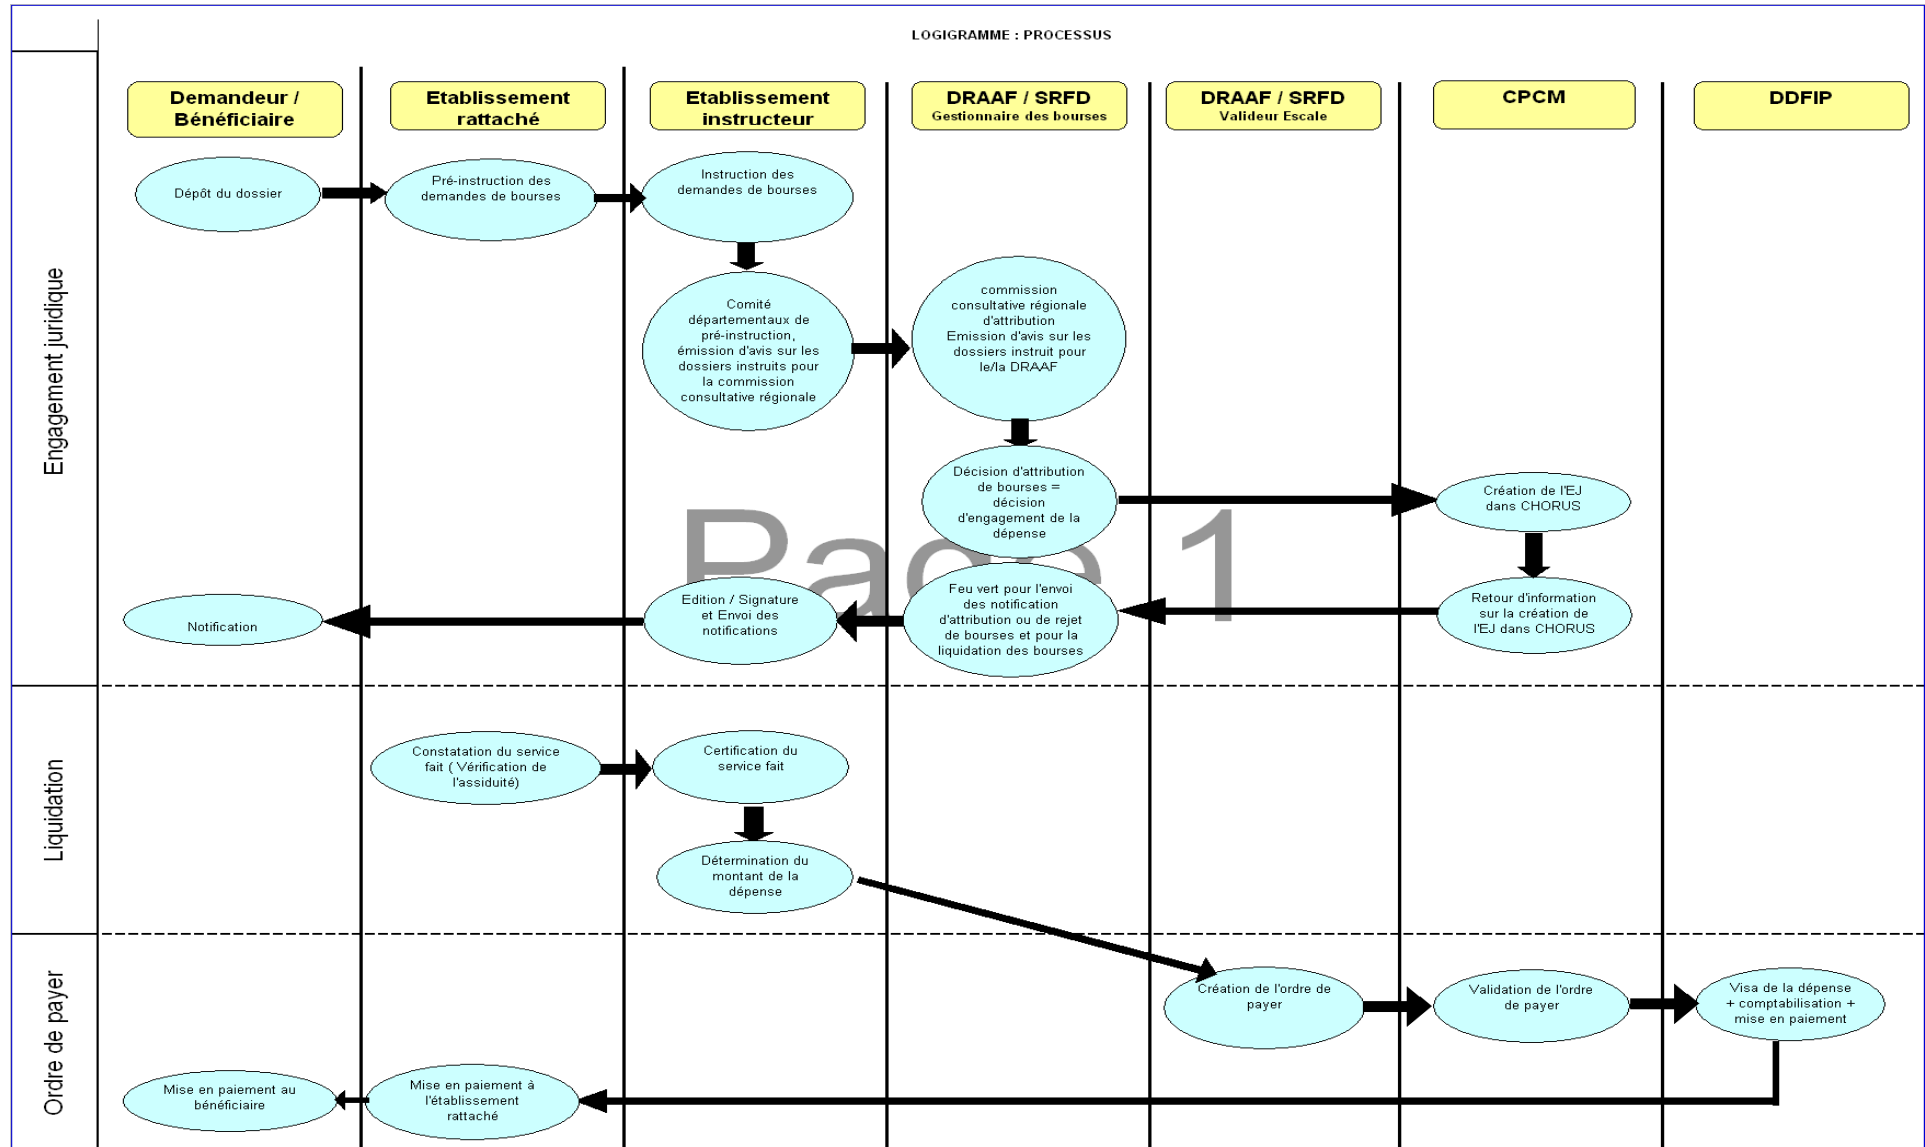 LOGIGRAMME : PROCESSUS
Demandeur /
Bénéficiaire
Etablissement
rattaché
Etablissement
instructeur
DRAAF / SRFD
Gestionnaire des bourses
DRAAF / SRFD
Valideur Escale
CPCM
DDFIP
Engagement juridique
Dépôt du dossier
Pré-instruction des
demandes de bourses
Instruction des
demandes de bourses
Comité
départementaux de
pré-instruction,
émission d'avis sur les
dossiers instruits pour
la commission
consultative régionale
commission
consultative régionale
d'attribution
Emission d'avis sur les
dossiers instruit pour
le/la DRAAF
Décision d'attribution
de bourses =
décision
d'engagement de la
dépense
Création de l'EJ
dans CHORUS
Page 1
Retour d'information
sur la création de
l'EJ dans CHORUS
Feu vert pour l'envoi
des notification
d'attribution ou de rejet
de bourses et pour la
liquidation des bourses
Edition / Signature
et Envoi des
notifications
Notification
Liquidation
Constatation du service
fait ( Vérification de
l'assiduité)
Certification du
service fait
Détermination du
montant de la
dépense
Ordre de payer
Création de l'ordre de
payer
Validation de l'ordre
de payer
Visa de la dépense
+ comptabilisation +
mise en paiement
Mise en paiement à
l'établissement
rattaché
Mise en paiement au
bénéficiaire